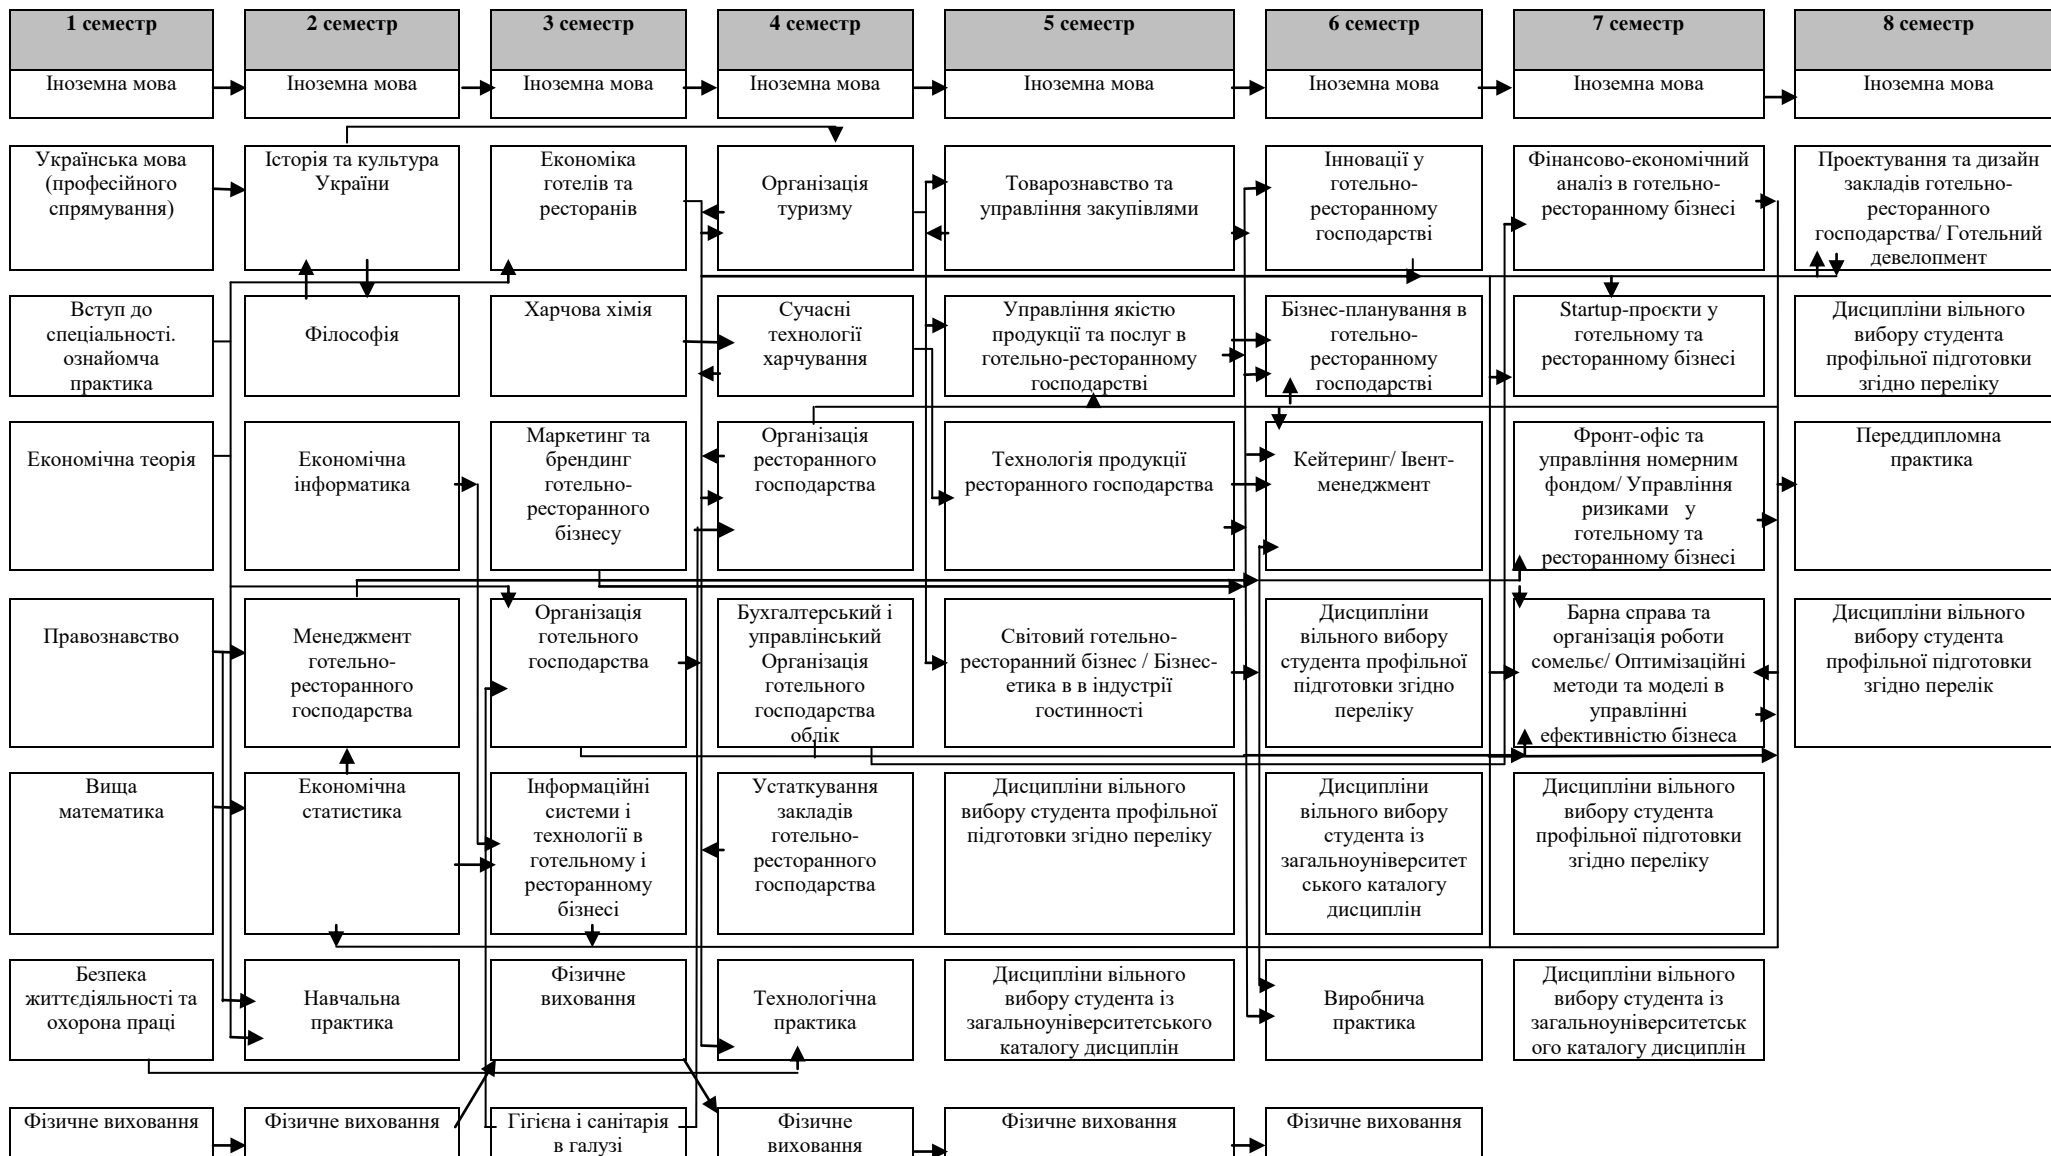 1 семестр
2 семестр
3 семестр
4 семестр
5 семестр
6 семестр
7 семестр
8 семестр
Іноземна мова
Іноземна мова
Іноземна мова
Іноземна мова
Іноземна мова
Іноземна мова
Іноземна мова
Іноземна мова
Українська мова
(професійного
спрямування)
Історія та культура
України
Економіка
готелів та
ресторанів
Організація
туризму
Товарознавство та
управління закупівлями
Інновації у
готельно-
ресторанному
господарстві
Фінансово-економічний
аналіз в готельно-
ресторанному бізнесі
Проектування та дизайн
закладів готельно-
ресторанного
господарства/ Готельний
девелопмент
Вступ до
спеціальності.
ознайомча
практика
Філософія
Харчова хімія
Сучасні
технології
харчування
Управління якістю
продукції та послуг в
готельно-ресторанному
господарстві
Бізнес-планування в
готельно-
ресторанному
господарстві
Startup-проєкти у
готельному та
ресторанному бізнесі
Дисципліни вільного
вибору студента
профільної підготовки
згідно переліку
Економічна теорія
Економічна
інформатика
Маркетинг та
брендинг
готельно-
ресторанного
бізнесу
Організація
ресторанного
господарства
Технологія продукції
ресторанного господарства
Кейтеринг/ Івент-
менеджмент
Фронт-офіс та
управління номерним
фондом/ Управління
ризиками у
готельному та
ресторанному бізнесі
Переддипломна
практика
Правознавство
Менеджмент
готельно-
ресторанного
господарства
Організація
готельного
господарства
Бухгалтерський і
управлінський
Організація
готельного
господарства
облік
Світовий готельно-
ресторанний бізнес / Бізнес-
етика в в індустрії
гостинності
Дисципліни
вільного вибору
студента профільної
підготовки згідно
переліку
Барна справа та
організація роботи
сомельє/ Оптимізаційні
методи та моделі в
управлінні
ефективністю бізнеса
Дисципліни вільного
вибору студента
профільної підготовки
згідно перелік
Вища
математика
Економічна
статистика
Інформаційні
системи і
технології в
готельному і
ресторанному
бізнесі
Устаткування
закладів
готельно-
ресторанного
господарства
Дисципліни вільного
вибору студента профільної
підготовки згідно переліку
Дисципліни
вільного вибору
студента із
загальноуніверситет
ського каталогу
дисциплін
Дисципліни вільного
вибору студента
профільної підготовки
згідно переліку
Безпека
життєдіяльності та
охорона праці
Навчальна
практика
Фізичне
виховання
Технологічна
практика
Дисципліни вільного
вибору студента із
загальноуніверситетського
каталогу дисциплін
Виробнича
практика
Дисципліни вільного
вибору студента із
загальноуніверситетськ
ого каталогу дисциплін
Фізичне виховання
Фізичне виховання
Гігієна і санітарія
в галузі
Фізичне
виховання
Фізичне виховання
Фізичне виховання